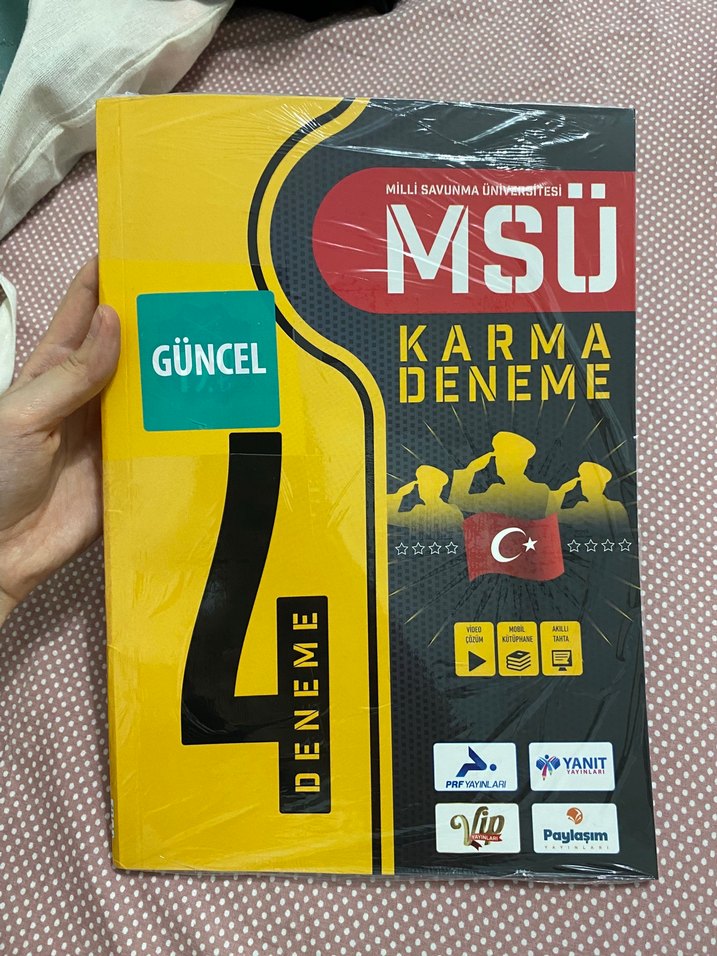 MİLLİ SAVUNMA ÜNİVERSİTESİ
MSÜ
KARMA
DENEME
GÜNCEL
4
DENEME
VİDEO
ÇÖZÜM
MOBİL
KÜTÜPHANE
AKILLI
TAHTA
PRF YAYINLARI
YANIT
YAYINLARI
Vip
YAYINLARI
Paylaşım
YAYINLARI